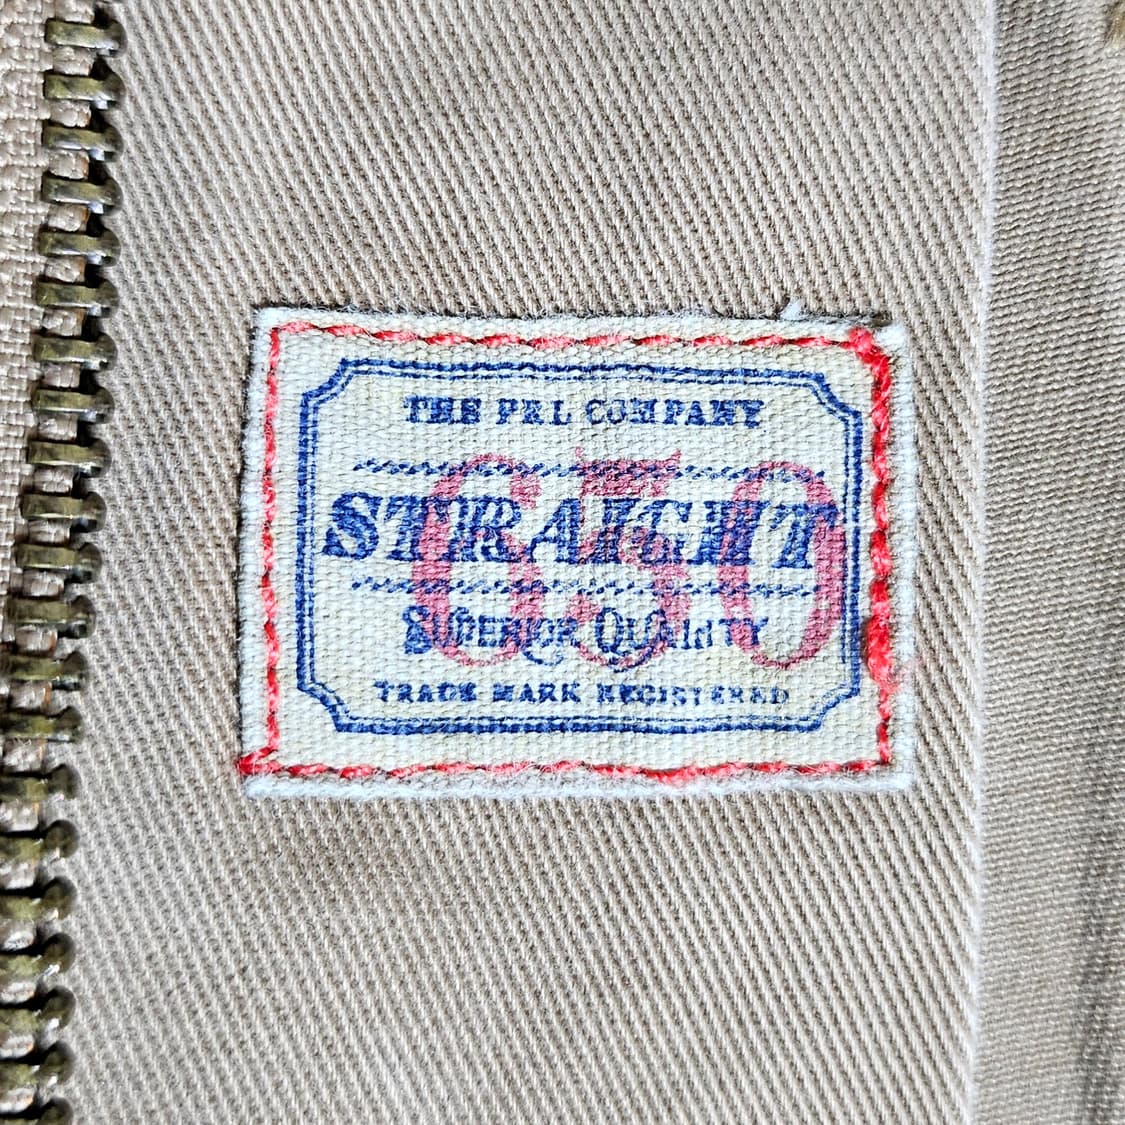 THE PRL COMPANY
STRAIGHT
650
SUPERIOR QUALITY
TRADE MARK REGISTERED